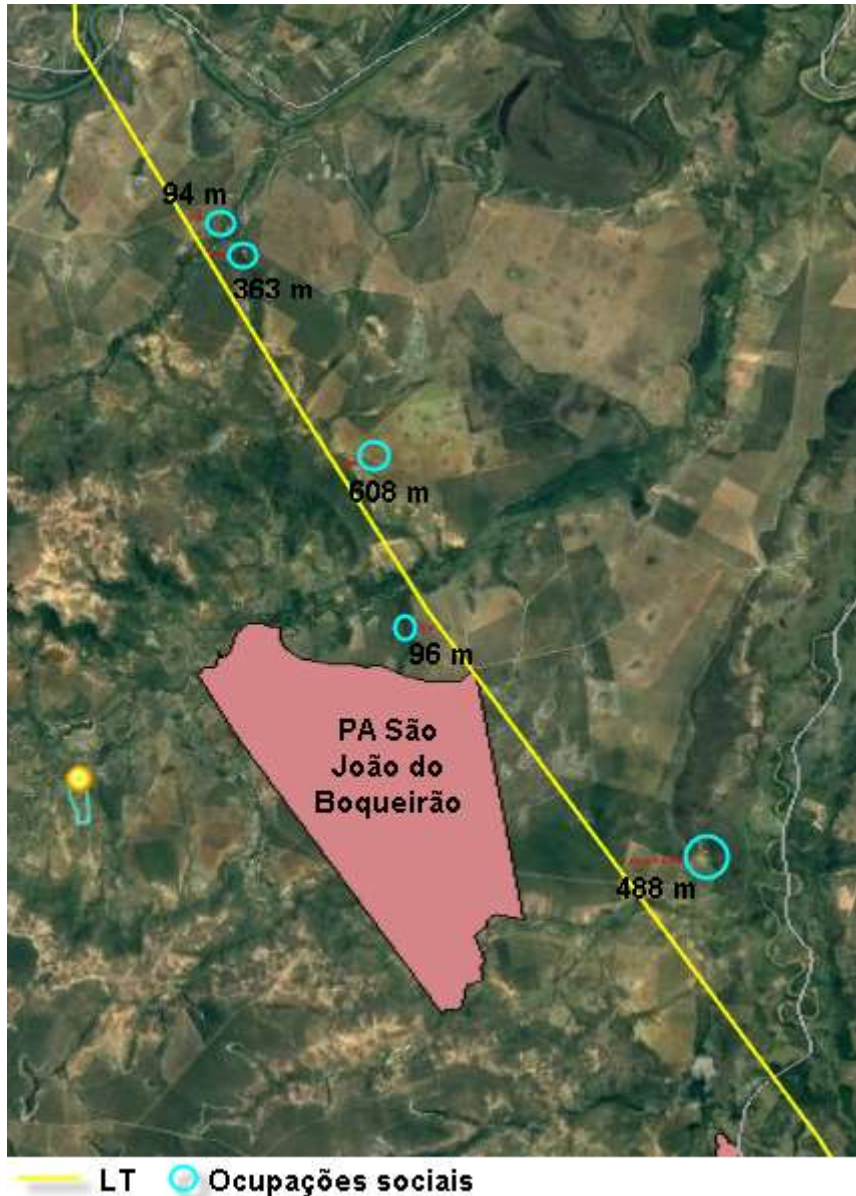 94 m
363 m
608 m
96 m
PA São
João do
Boqueirão
488 m
LT
Ocupações sociais